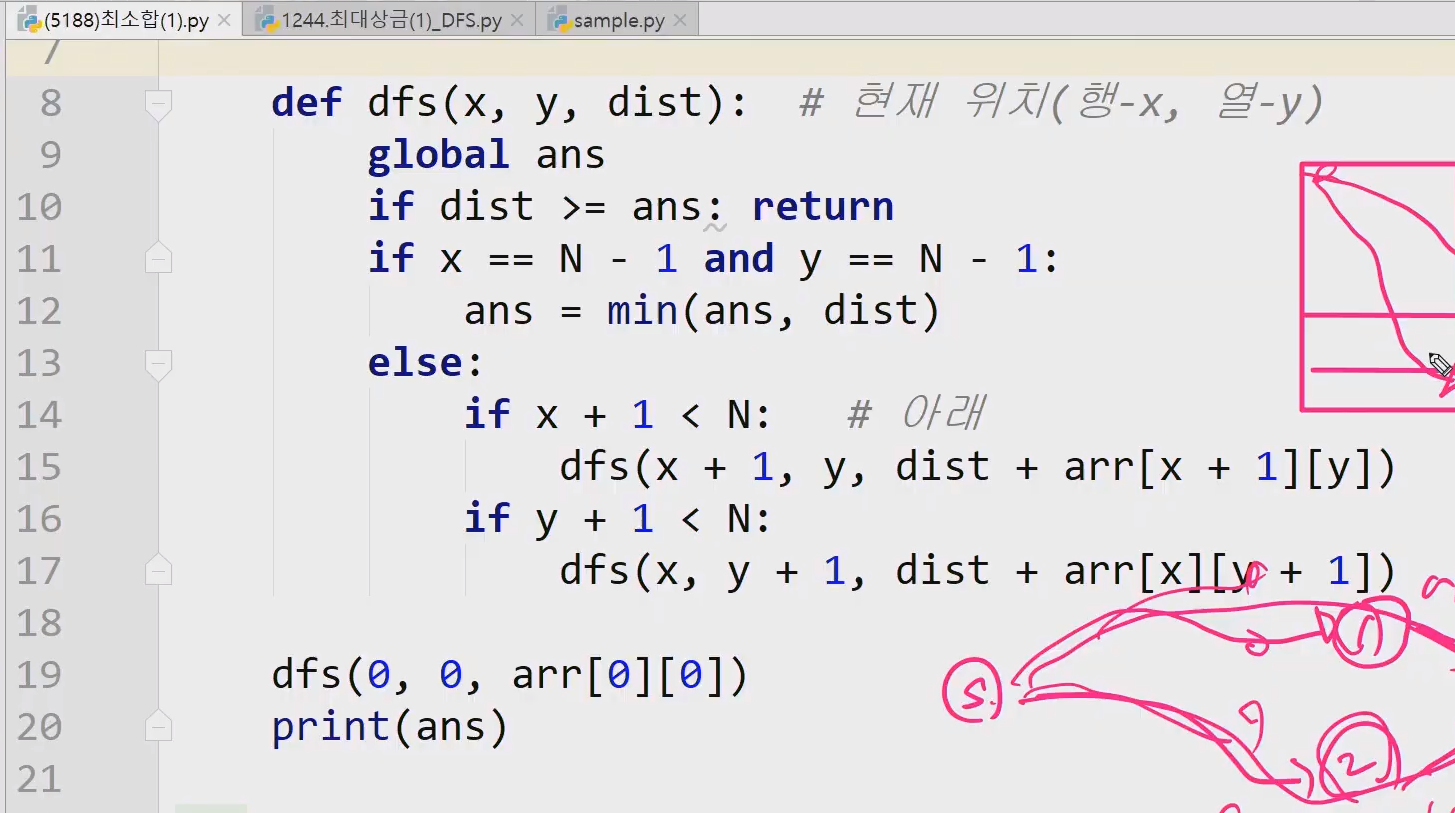 (5188)최소합(1).py
1244.최대상금(1)_DFS.py
sample.py
7
8 def dfs(x, y, dist): # 현재 위치(행-x, 열-y)
9 global ans
10 if dist >= ans: return
11 if x == N - 1 and y == N - 1:
12 ans = min(ans, dist)
13 else:
14 if x + 1 < N: # 아래
15 dfs(x + 1, y, dist + arr[x + 1][y])
16 if y + 1 < N:
17 dfs(x, y + 1, dist + arr[x][y + 1])
18
19 dfs(0, 0, arr[0][0])
20 print(ans)
21
S
1
2